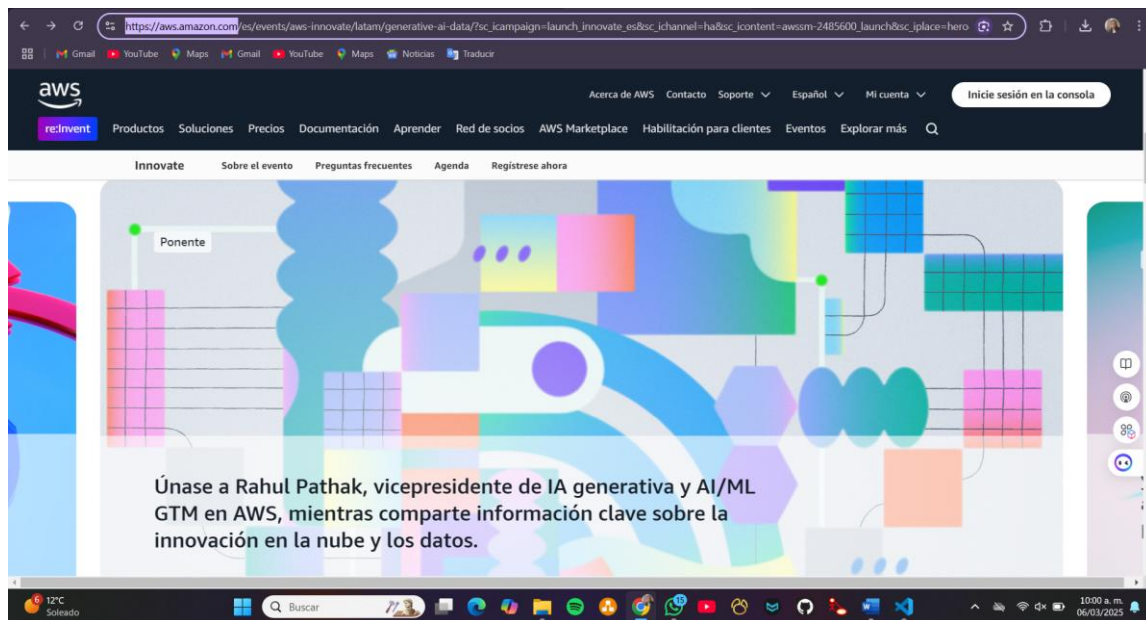 https://aws.amazon.com/es/events/aws-innovate/latam/generative-ai-data/?sc_icampaign=launch_innovate_es&sc_ichannel=ha&sc_icontent=awssm-2485600_launch&sc_iplace=hero
Gmail YouTube Maps Gmail YouTube Maps Noticias Traducir
aws
Acerca de AWS Contacto Soporte Español Mi cuenta Inicie sesión en la consola
re:Invent Productos Soluciones Precios Documentación Aprender Red de socios AWS Marketplace Habilitación para clientes Eventos Explorar más
Innovate Sobre el evento Preguntas frecuentes Agenda Regístrese ahora
Ponente
Únase a Rahul Pathak, vicepresidente de IA generativa y AI/ML
GTM en AWS, mientras comparte información clave sobre la
innovación en la nube y los datos.
6 12°C
Soleado
Buscar
15
10:00 a. m.
06/03/2025